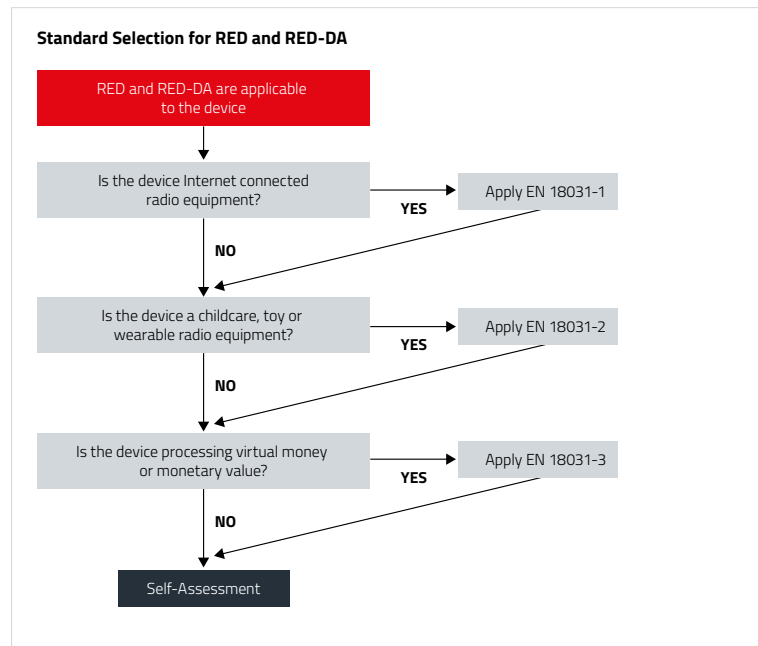 Standard Selection for RED and RED-DA
RED and RED-DA are applicable
to the device
Is the device Internet connected
radio equipment?
YES
Apply EN 18031-1
NO
Is the device a childcare, toy or
wearable radio equipment?
YES
Apply EN 18031-2
NO
Is the device processing virtual money
or monetary value?
YES
Apply EN 18031-3
NO
Self-Assessment